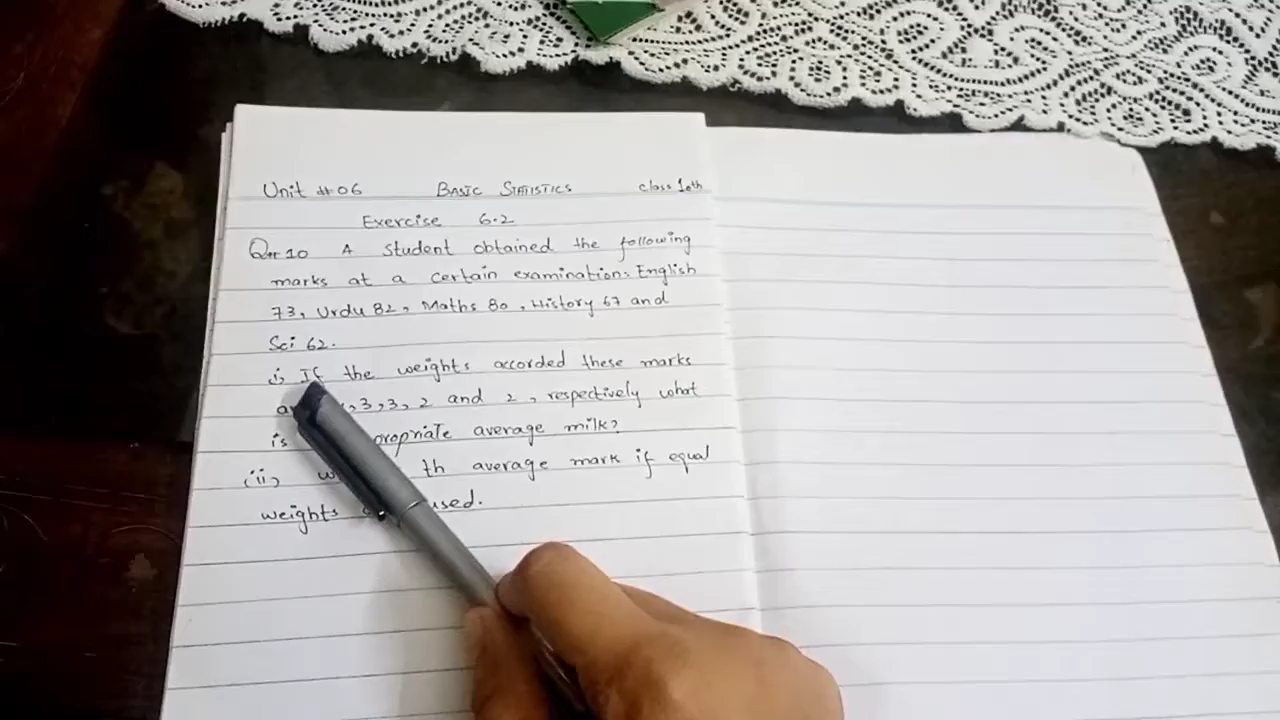 Unit #06 BASIC STATISTICS class 10th
Exercise 6.2
Q.10 A student obtained the following
marks at a certain examination: English
73, Urdu 82, Maths 80, History 67 and
Sci 62.
i, If the weights accorded these marks
3,3, 2 and 2, respectively what
is average milk?
(ii) th average mark if equal
weights used.